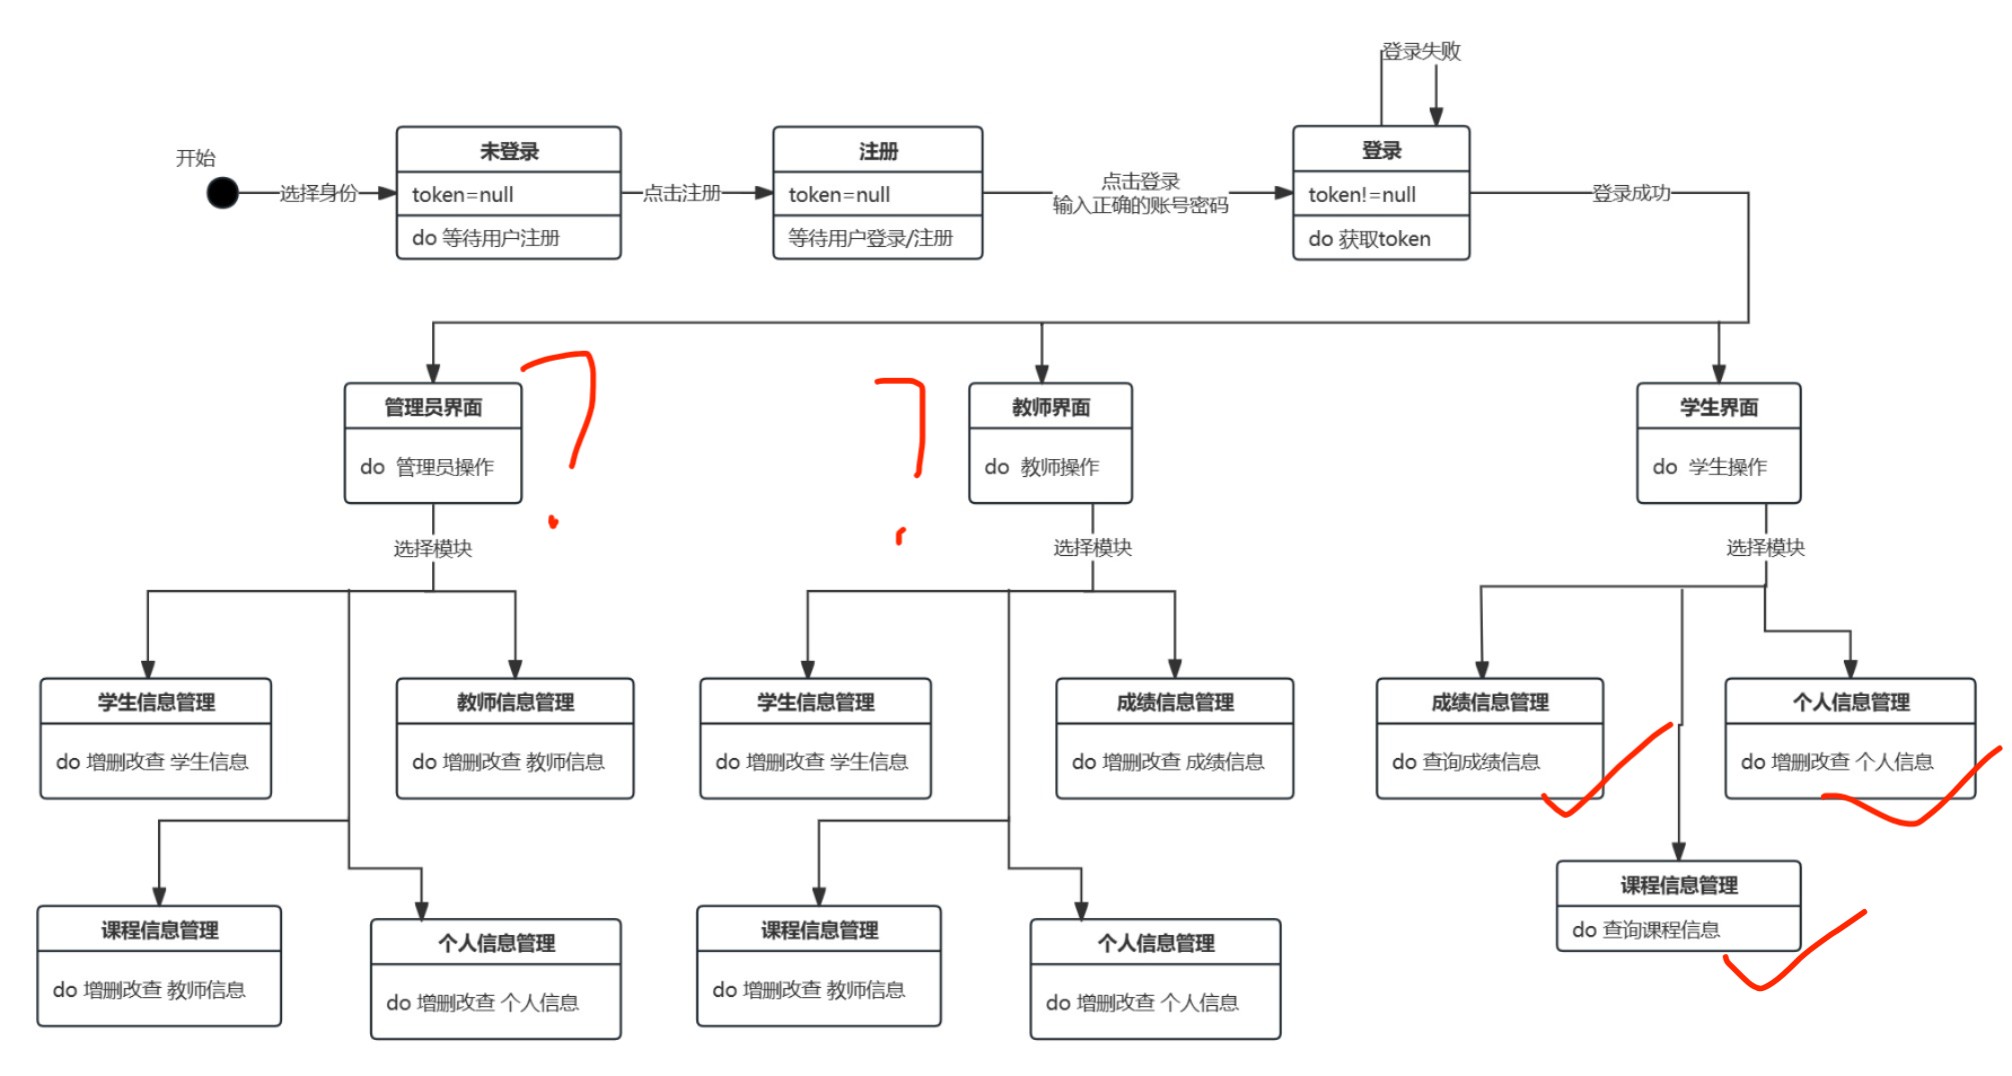 登录失败
开始
选择身份
未登录
token=null
do 等待用户注册
点击注册
注册
token=null
等待用户登录/注册
点击登录
输入正确的账号密码
登录
token!=null
do 获取token
登录成功
管理员界面
do 管理员操作
教师界面
do 教师操作
学生界面
do 学生操作
选择模块
选择模块
选择模块
学生信息管理
do 增删改查 学生信息
教师信息管理
do 增删改查 教师信息
学生信息管理
do 增删改查 学生信息
成绩信息管理
do 增删改查 成绩信息
成绩信息管理
do 查询成绩信息
个人信息管理
do 增删改查 个人信息
课程信息管理
do 查询课程信息
课程信息管理
do 增删改查 教师信息
个人信息管理
do 增删改查 个人信息
课程信息管理
do 增删改查 教师信息
个人信息管理
do 增删改查 个人信息